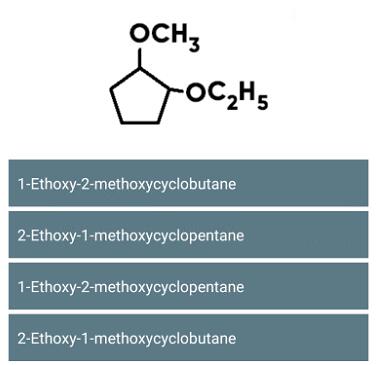 OCH₃
OC₂H₅
1-Ethoxy-2-methoxycyclobutane
2-Ethoxy-1-methoxycyclopentane
1-Ethoxy-2-methoxycyclopentane
2-Ethoxy-1-methoxycyclobutane